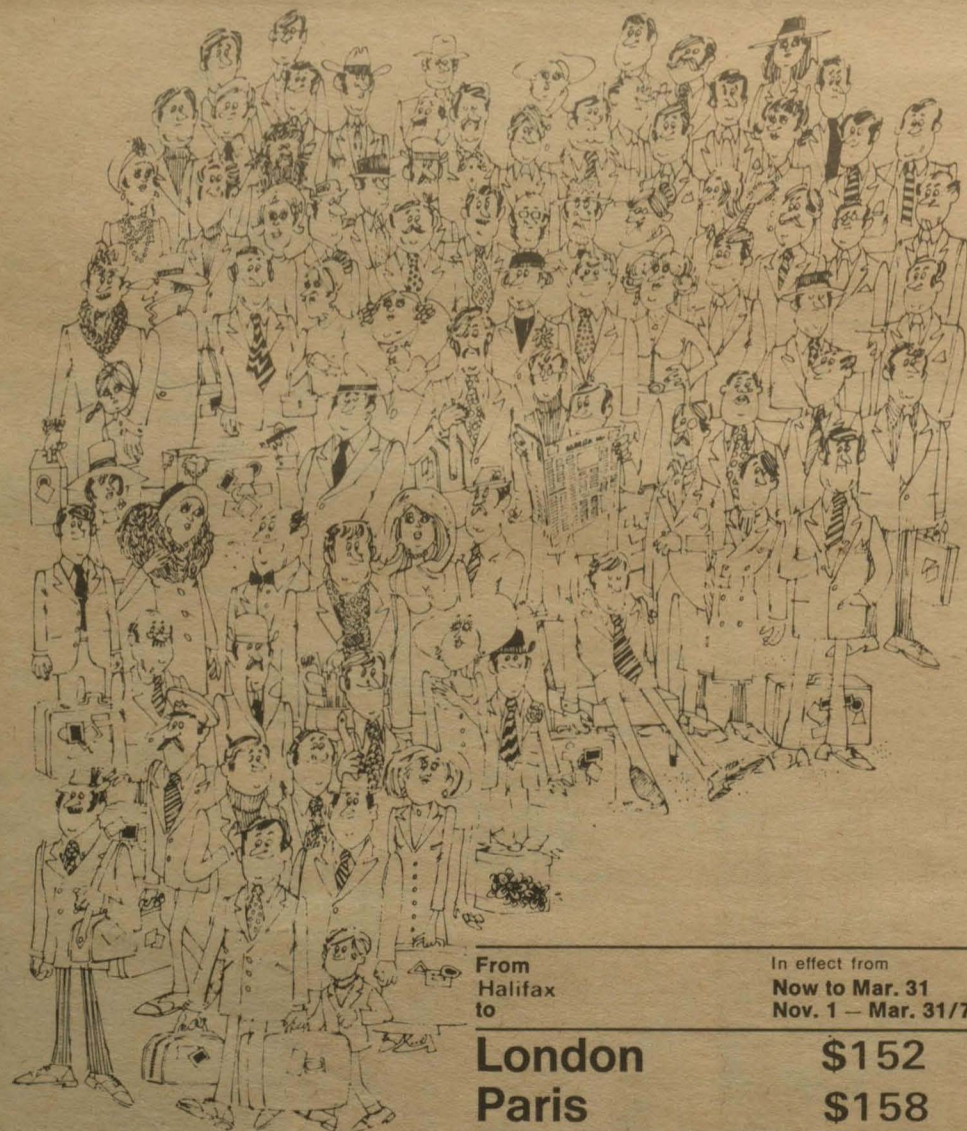 From
Halifax
to
In effect from
Now to Mar. 31
Nov. 1 – Mar. 31/7
London $152
Paris $158